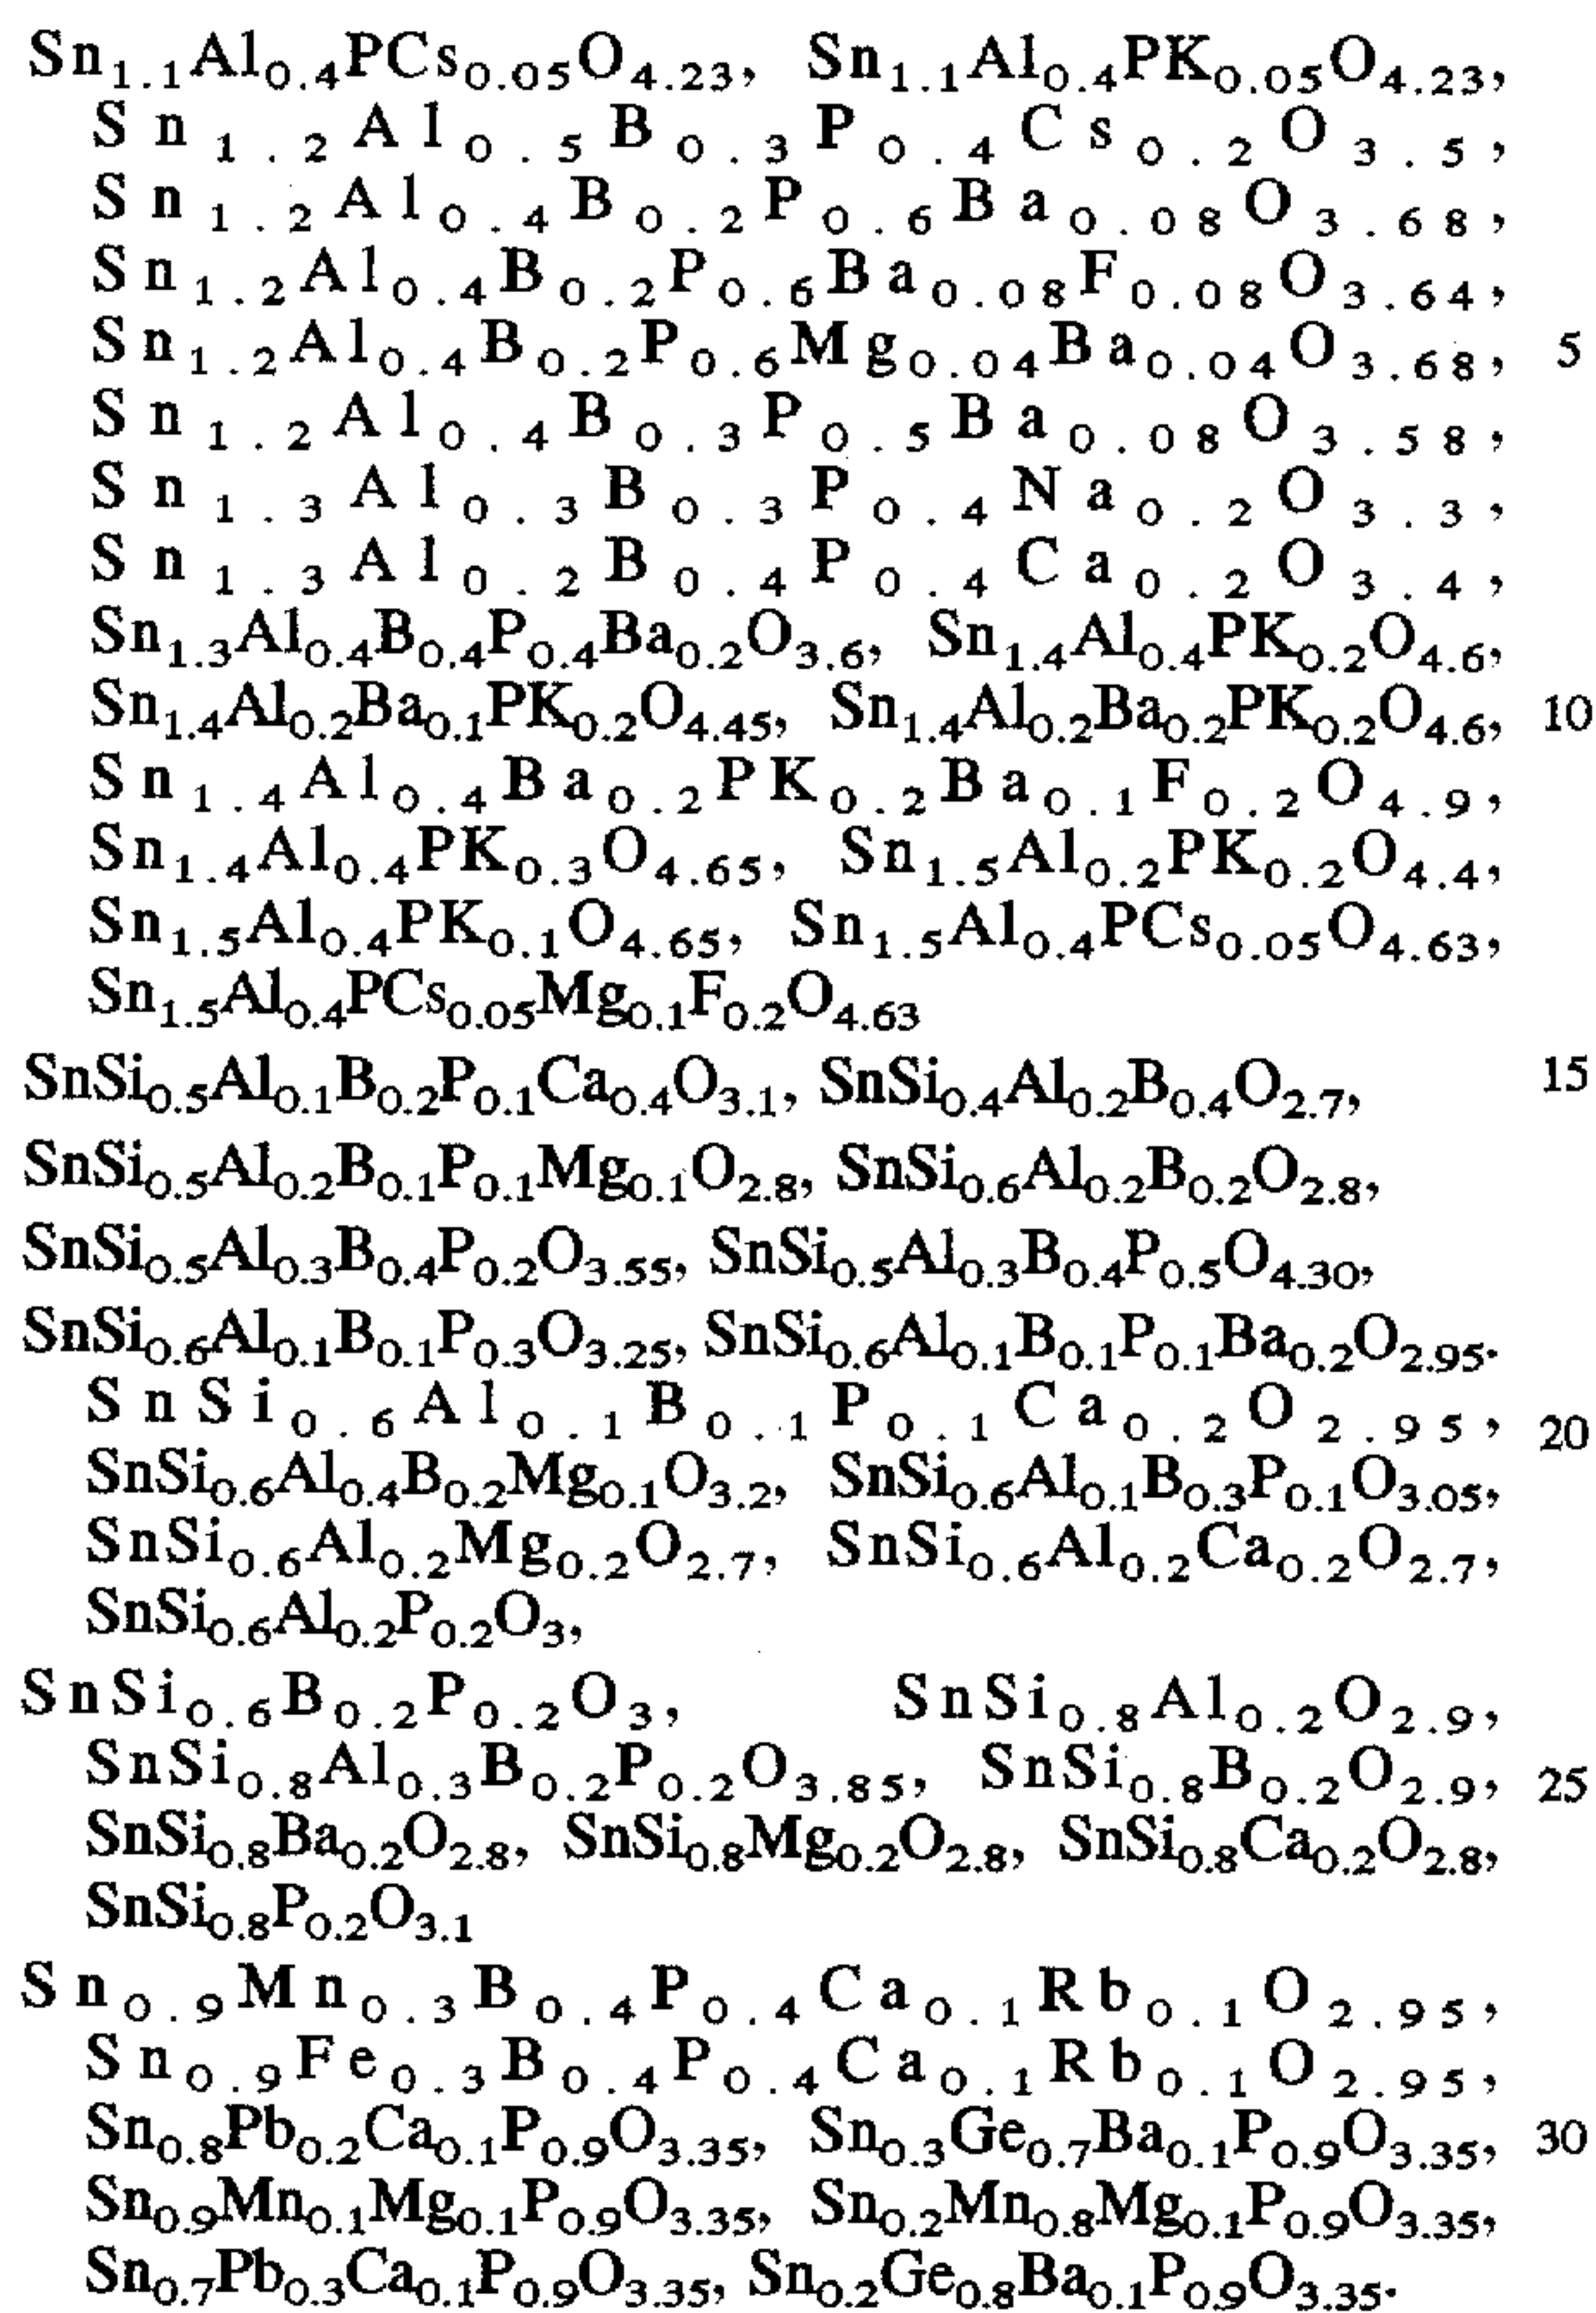 Sn1.1Al0.4PCs0.05O4.23, Sn1.1Al0.4PK0.05O4.23,
Sn1.2Al0.5B0.3P0.4Cs0.2O3.5,
Sn1.2Al0.4B0.2P0.6Ba0.08O3.68,
Sn1.2Al0.4B0.2P0.6Ba0.08F0.08O3.64,
Sn1.2Al0.4B0.2P0.6Mg0.04Ba0.04O3.68, 5
Sn1.2Al0.4B0.3P0.5Ba0.08O3.58,
Sn1.3Al0.3B0.3P0.4Na0.2O3.3,
Sn1.3Al0.2B0.4P0.4Ca0.2O3.4,
Sn1.3Al0.4B0.4P0.4Ba0.2O3.6, Sn1.4Al0.4PK0.2O4.6,
Sn1.4Al0.2Ba0.1PK0.2O4.45, Sn1.4Al0.2Ba0.2PK0.2O4.6, 10
Sn1.4Al0.4Ba0.2PK0.2Ba0.1F0.2O4.9,
Sn1.4Al0.4PK0.3O4.65, Sn1.5Al0.2PK0.2O4.4,
Sn1.5Al0.4PK0.1O4.65, Sn1.5Al0.4PCs0.05O4.63,
Sn1.5Al0.4PCs0.05Mg0.1F0.2O4.63
SnSi0.5Al0.1B0.2P0.1Ca0.4O3.1, SnSi0.4Al0.2B0.4O2.7, 15
SnSi0.5Al0.2B0.1P0.1Mg0.1O2.8, SnSi0.6Al0.2B0.2O2.8,
SnSi0.5Al0.3B0.4P0.2O3.55, SnSi0.5Al0.3B0.4P0.5O4.30,
SnSi0.6Al0.1B0.1P0.3O3.25, SnSi0.6Al0.1B0.1P0.1Ba0.2O2.95.
SnSi0.6Al0.1B0.1P0.1Ca0.2O2.95, 20
SnSi0.6Al0.4B0.2Mg0.1O3.2, SnSi0.6Al0.1B0.3P0.1O3.05,
SnSi0.6Al0.2Mg0.2O2.7, SnSi0.6Al0.2Ca0.2O2.7,
SnSi0.6Al0.2P0.2O3,
SnSi0.6B0.2P0.2O3, SnSi0.8Al0.2O2.9,
SnSi0.8Al0.3B0.2P0.2O3.85, SnSi0.8B0.2O2.9, 25
SnSi0.8Ba0.2O2.8, SnSi0.8Mg0.2O2.8, SnSi0.8Ca0.2O2.8,
SnSi0.8P0.2O3.1
Sn0.9Mn0.3B0.4P0.4Ca0.1Rb0.1O2.95,
Sn0.9Fe0.3B0.4P0.4Ca0.1Rb0.1O2.95,
Sn0.8Pb0.2Ca0.1P0.9O3.35, Sn0.3Ge0.7Ba0.1P0.9O3.35, 30
Sn0.9Mn0.1Mg0.1P0.9O3.35, Sn0.2Mn0.8Mg0.1P0.9O3.35,
Sn0.7Pb0.3Ca0.1P0.9O3.35, Sn0.2Ge0.8Ba0.1P0.9O3.35.